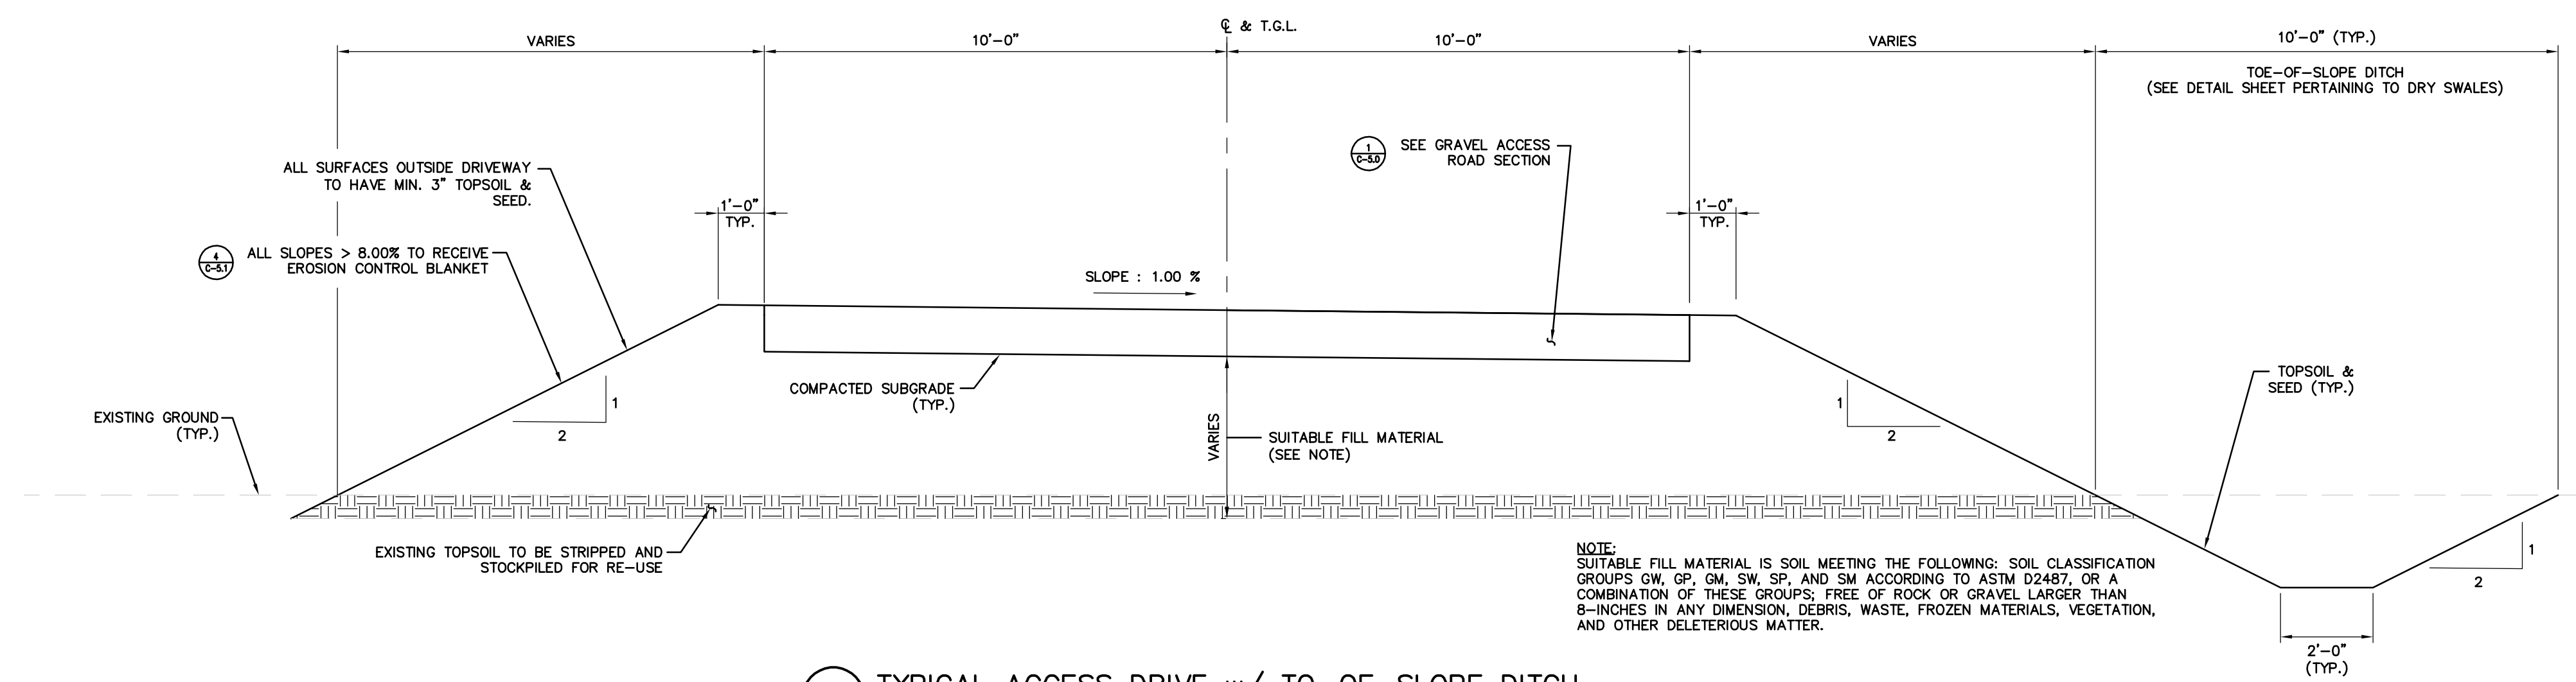 ℄ & T.G.L.
VARIES
10'-0"
10'-0"
VARIES
10'-0" (TYP.)
TOE-OF-SLOPE DITCH
(SEE DETAIL SHEET PERTAINING TO DRY SWALES)
1
C-5.0
SEE GRAVEL ACCESS
ROAD SECTION
ALL SURFACES OUTSIDE DRIVEWAY
TO HAVE MIN. 3" TOPSOIL &
SEED.
1'-0"
TYP.
1'-0"
TYP.
4
C-5.1
ALL SLOPES > 8.00% TO RECEIVE
EROSION CONTROL BLANKET
SLOPE : 1.00 %
COMPACTED SUBGRADE
(TYP.)
TOPSOIL &
SEED (TYP.)
1
2
1
2
EXISTING GROUND
(TYP.)
VARIES
SUITABLE FILL MATERIAL
(SEE NOTE)
EXISTING TOPSOIL TO BE STRIPPED AND
STOCKPILED FOR RE-USE
NOTE:
SUITABLE FILL MATERIAL IS SOIL MEETING THE FOLLOWING: SOIL CLASSIFICATION
GROUPS GW, GP, GM, SW, SP, AND SM ACCORDING TO ASTM D2487, OR A
COMBINATION OF THESE GROUPS; FREE OF ROCK OR GRAVEL LARGER THAN
8-INCHES IN ANY DIMENSION, DEBRIS, WASTE, FROZEN MATERIALS, VEGETATION,
AND OTHER DELETERIOUS MATTER.
1
2
2'-0"
(TYP.)
TYPICAL ACCESS DRIVE w/ TO-OF-SLOPE DITCH